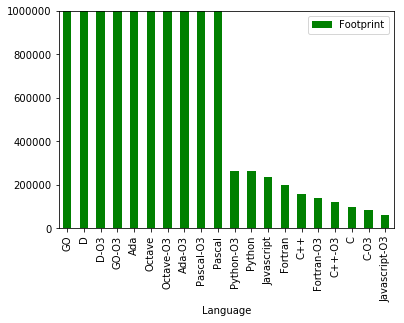 1000000
800000
600000
400000
200000
0
Footprint
GO
D
D-O3
GO-O3
Ada
Octave
Octave-O3
Ada-O3
Pascal-O3
Pascal
Python-O3
Python
Javascript
Fortran
C++
Fortran-O3
C++-O3
C
C-O3
Javascript-O3
Language